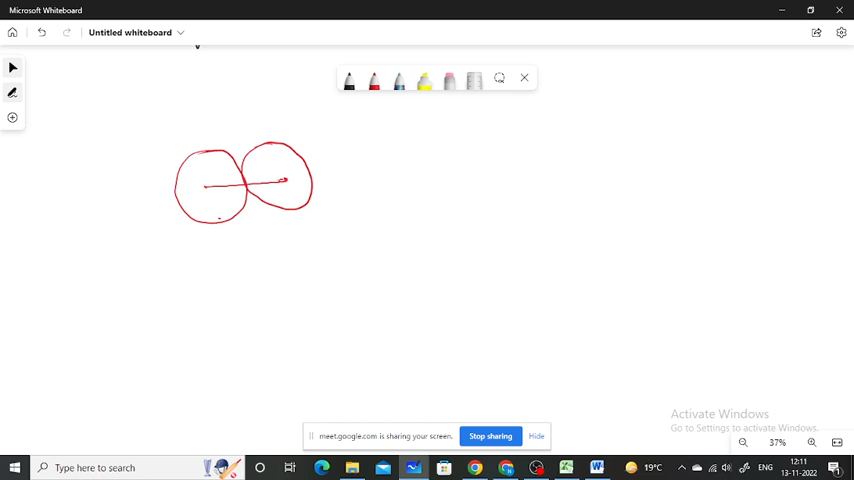 Microsoft Whiteboard
Untitled whiteboard
Activate Windows
Go to Settings to activate Windows.
37%
meet.google.com is sharing your screen.
Stop sharing
Hide
Type here to search
19°C
ENG
12:11
13-11-2022
1